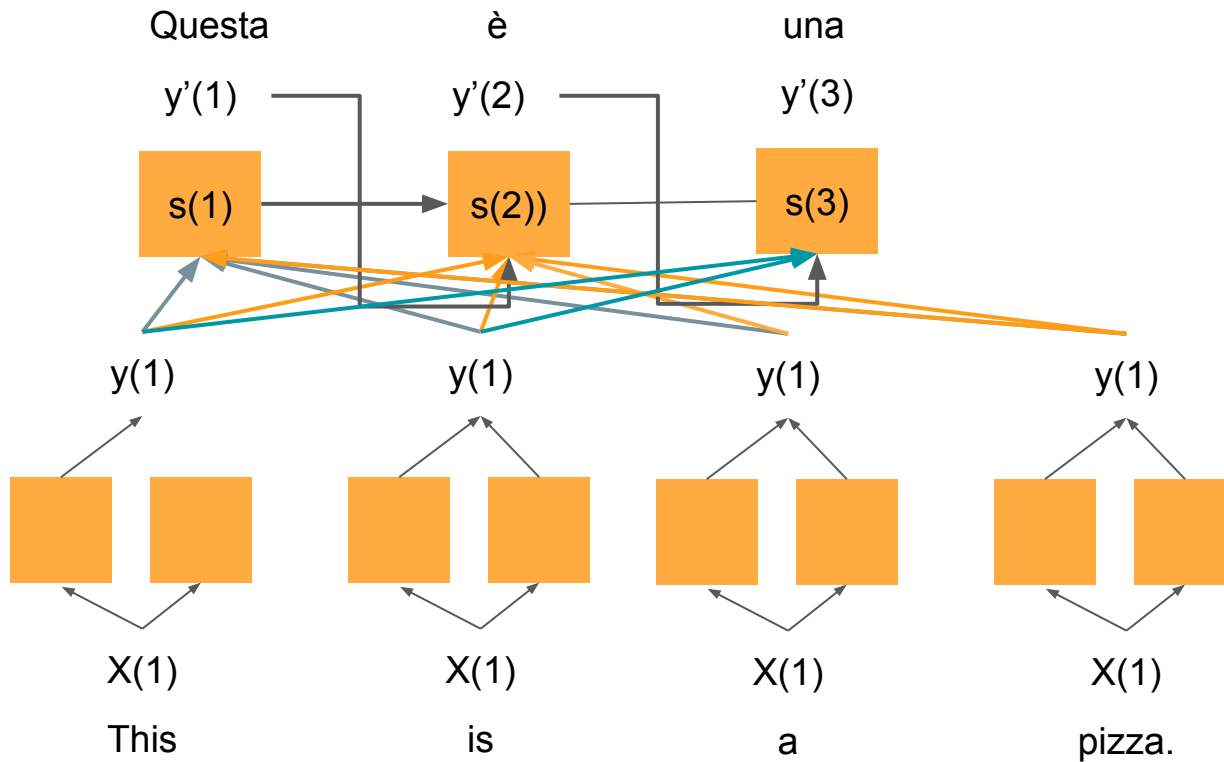 Questa è una
y’(1) y’(2) y’(3)
s(1) s(2)) s(3)
y(1) y(1) y(1) y(1)
X(1) X(1) X(1) X(1)
This is a pizza.